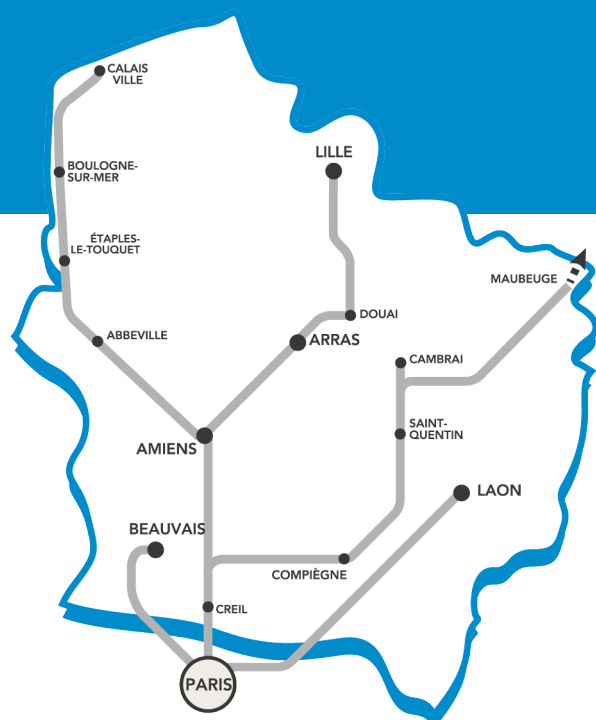 CALAIS
VILLE
BOULOGNE-
SUR-MER
LILLE
ÉTAPLES-
LE-TOUQUET
MAUBEUGE
DOUAI
ABBEVILLE
ARRAS
CAMBRAI
SAINT-
QUENTIN
AMIENS
LAON
BEAUVAIS
COMPIÈGNE
CREIL
PARIS